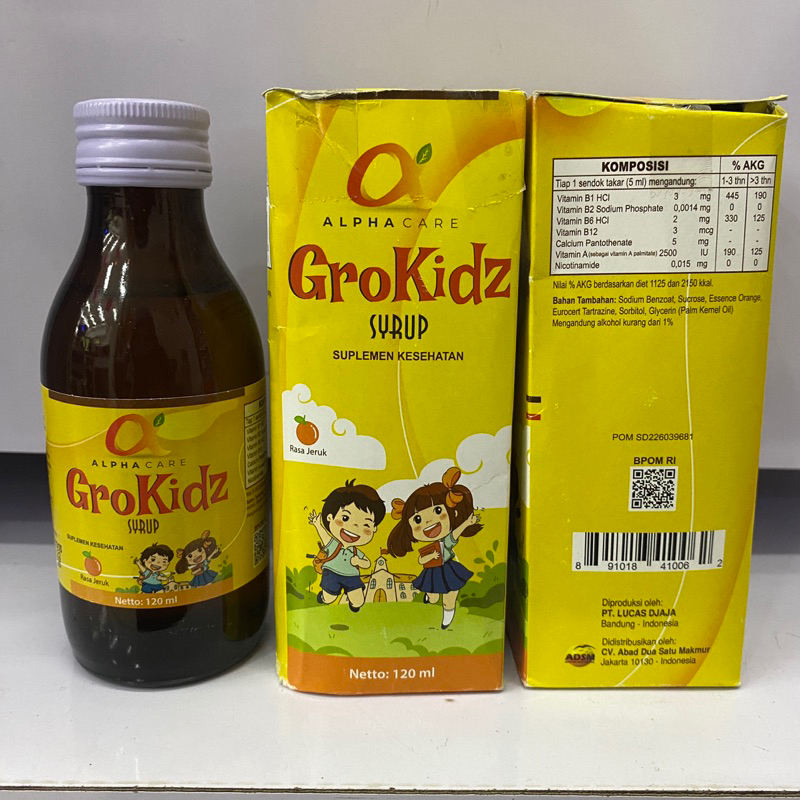 ALPHACARE
GroKidz
SYRUP
SUPLEMEN KESEHATAN
Rasa Jeruk
Netto: 120 ml
ALPHACARE
GroKidz
SYRUP
SUPLEMEN KESEHATAN
Rasa Jeruk
Netto: 120 ml
KOMPOSISI % AKG
Tiap 1 sendok takar (5 ml) mengandung: 1-3 thn >3 thn
Vitamin B1 HCl 3 mg 445 190
Vitamin B2 Sodium Phosphate 0,0014 mg 0 0
Vitamin B6 HCl 2 mg 330 125
Vitamin B12 3 mcg - -
Calcium Pantothenate 5 mg - -
Vitamin A(sebagai vitamin A palmitate) 2500 IU 190 125
Nicotinamide 0,015 mg 0 0
Nilai % AKG berdasarkan diet 1125 dan 2150 kkal.
Bahan Tambahan: Sodium Benzoat, Sucrose, Essence Orange,
Eurocert Tartrazine, Sorbitol, Glycerin (Palm Kernel Oil)
Mengandung alkohol kurang dari 1%
POM SD226039681
BPOM RI
8 91018 41006 2
Diproduksi oleh:
PT. LUCAS DJAJA
Bandung - Indonesia
Didistribusikan oleh:
ADSM CV. Abad Dua Satu Makmur
Jakarta 10130 - Indonesia